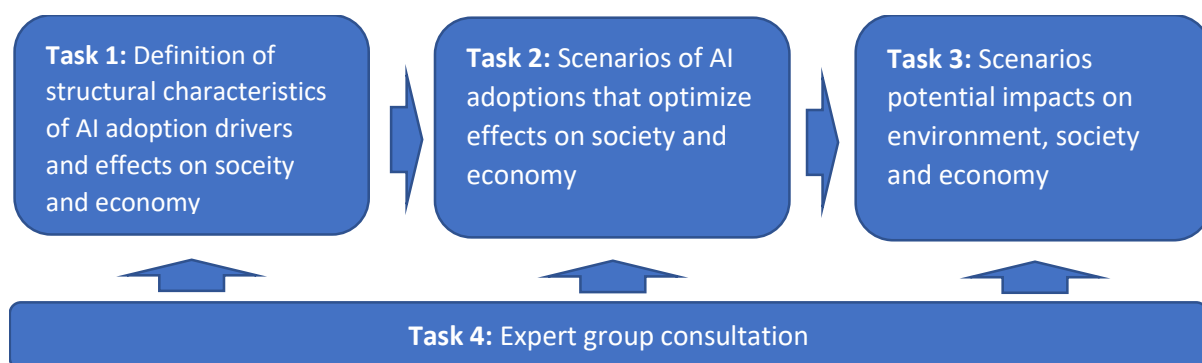 Task 1: Definition of
structural characteristics
of AI adoption drivers
and effects on soceity
and economy
Task 2: Scenarios of AI
adoptions that optimize
effects on society and
economy
Task 3: Scenarios
potential impacts on
environment, society
and economy
Task 4: Expert group consultation